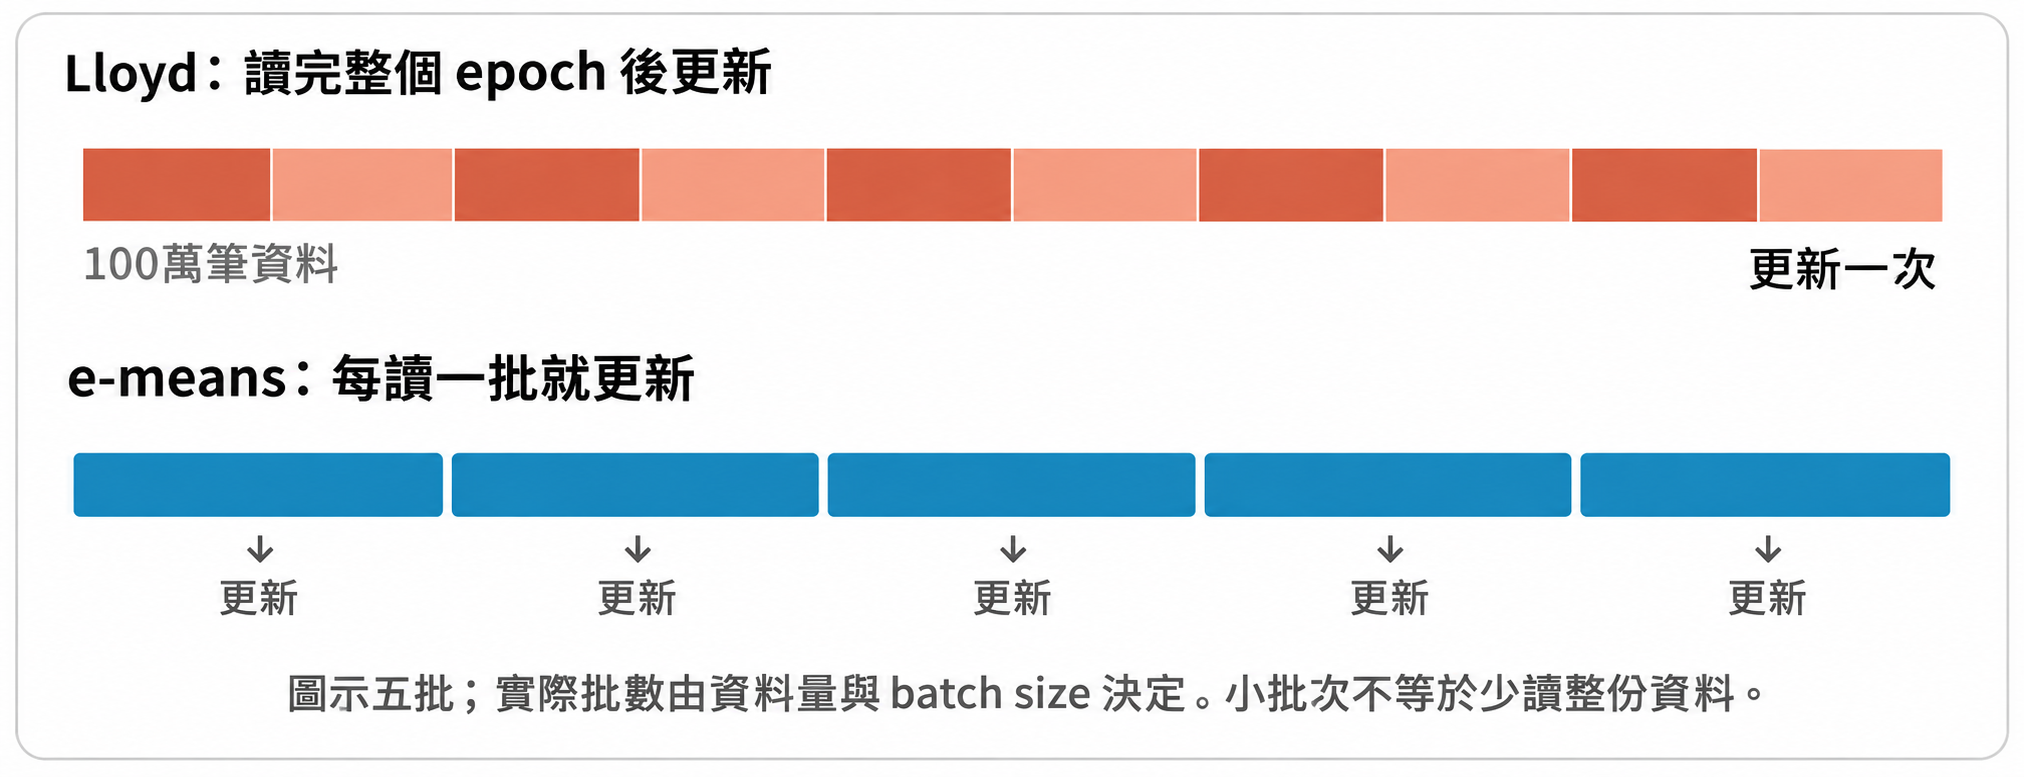 Lloyd：讀完整個 epoch 後更新
100萬筆資料
更新一次
e-means：每讀一批就更新
↓ ↓ ↓ ↓ ↓
更新 更新 更新 更新 更新
圖示五批；實際批數由資料量與 batch size 決定。小批次不等於少讀整份資料。